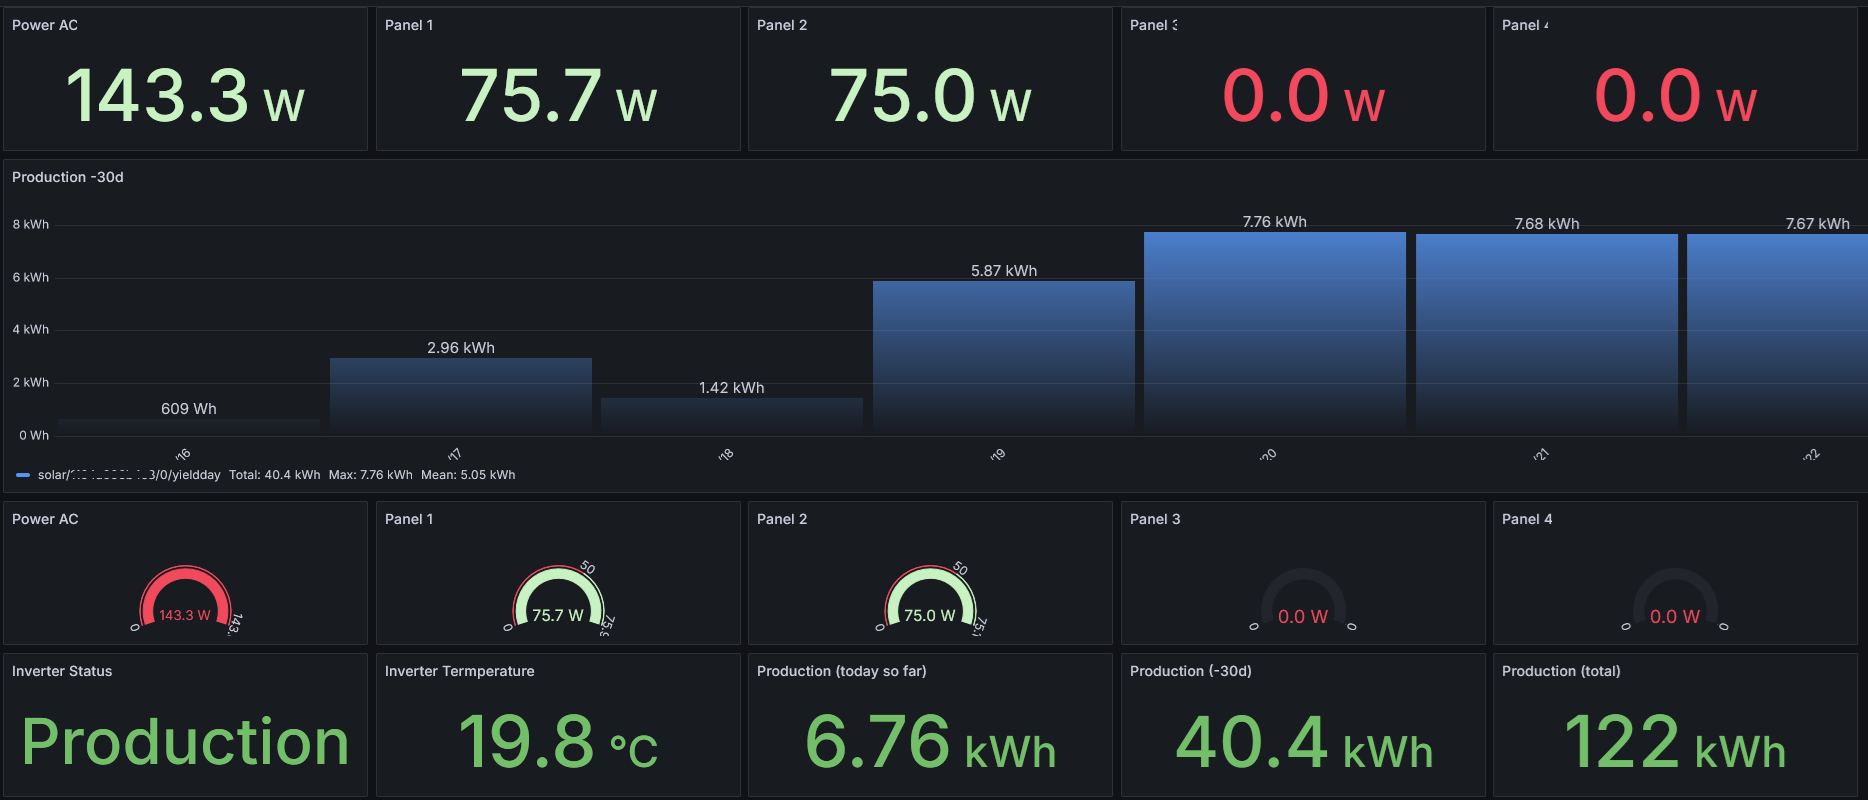 Power AC
143.3 W
Panel 1
75.7 W
Panel 2
75.0 W
Panel 3
0.0 W
Panel 4
0.0 W
Production -30d
8 kWh
6 kWh
4 kWh
2 kWh
0 Wh
609 Wh
2.96 kWh
1.42 kWh
5.87 kWh
7.76 kWh
7.68 kWh
7.67 kWh
'16
'17
'18
'19
'20
'21
'22
solar/ /0/yieldday Total: 40.4 kWh Max: 7.76 kWh Mean: 5.05 kWh
Power AC
0
143.3 W
143.
Panel 1
0
50
75.7 W
75.9
Panel 2
0
50
75.0 W
Panel 3
0
0.0 W
0
Panel 4
0
0.0 W
0
Inverter Status
Production
Inverter Termperature
19.8 °C
Production (today so far)
6.76 kWh
Production (-30d)
40.4 kWh
Production (total)
122 kWh